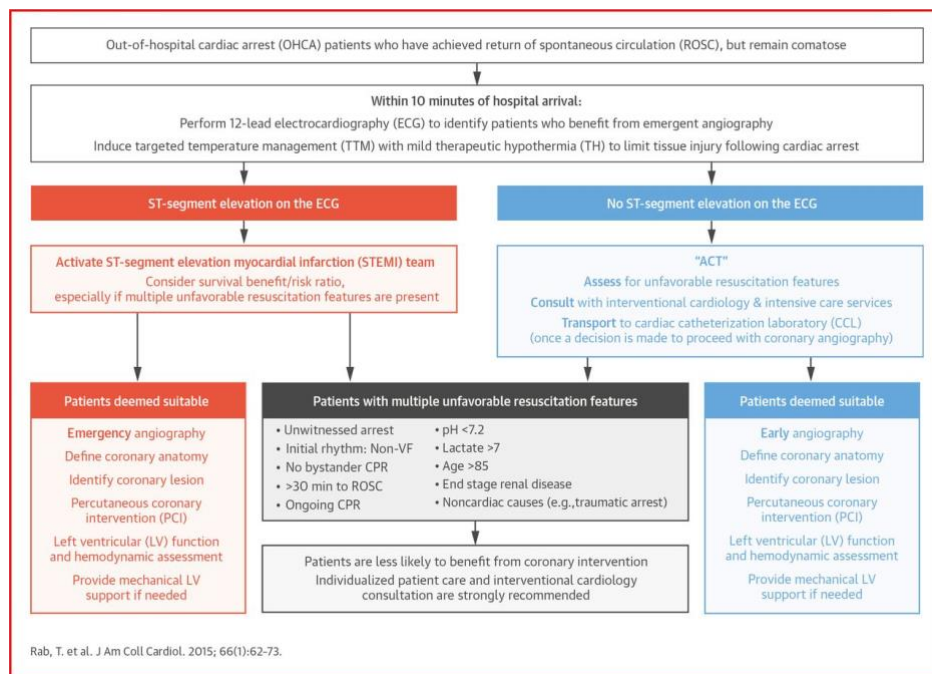 Out-of-hospital cardiac arrest (OHCA) patients who have achieved return of spontaneous circulation (ROSC), but remain comatose
Within 10 minutes of hospital arrival:
Perform 12-lead electrocardiography (ECG) to identify patients who benefit from emergent angiography
Induce targeted temperature management (TTM) with mild therapeutic hypothermia (TH) to limit tissue injury following cardiac arrest
ST-segment elevation on the ECG
Activate ST-segment elevation myocardial infarction (STEMI) team
Consider survival benefit/risk ratio,
especially if multiple unfavorable resuscitation features are present
No ST-segment elevation on the ECG
"ACT"
Assess for unfavorable resuscitation features
Consult with interventional cardiology & intensive care services
Transport to cardiac catheterization laboratory (CCL)
(once a decision is made to proceed with coronary angiography)
Patients deemed suitable
Emergency angiography
Define coronary anatomy
Identify coronary lesion
Percutaneous coronary
intervention (PCI)
Left ventricular (LV) function
and hemodynamic assessment
Provide mechanical LV
support if needed
Patients with multiple unfavorable resuscitation features
• Unwitnessed arrest
• Initial rhythm: Non-VF
• No bystander CPR
• >30 min to ROSC
• Ongoing CPR
• pH <7.2
• Lactate >7
• Age >85
• End stage renal disease
• Noncardiac causes (e.g.,traumatic arrest)
Patients are less likely to benefit from coronary intervention
Individualized patient care and interventional cardiology
consultation are strongly recommended
Patients deemed suitable
Early angiography
Define coronary anatomy
Identify coronary lesion
Percutaneous coronary
intervention (PCI)
Left ventricular (LV) function
and hemodynamic assessment
Provide mechanical LV
support if needed
Rab, T. et al. J Am Coll Cardiol. 2015; 66(1):62-73.